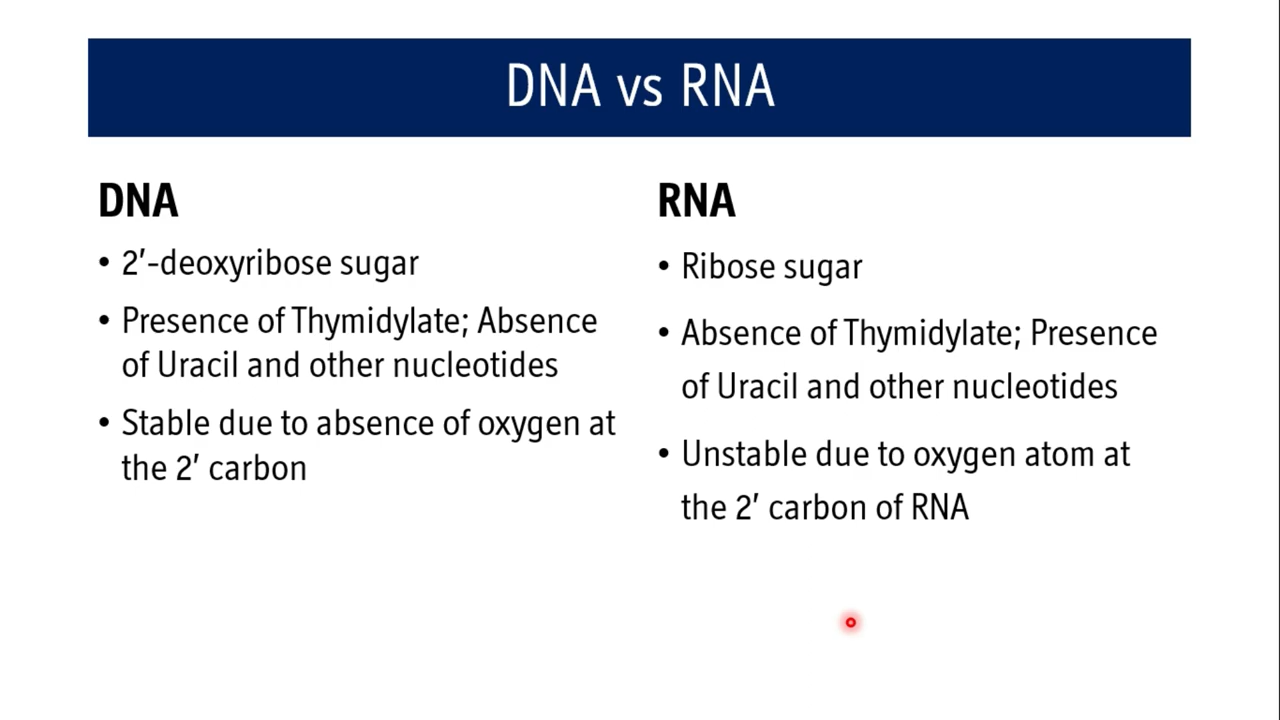 DNA vs RNA
DNA
• 2′-deoxyribose sugar
• Presence of Thymidylate; Absence
of Uracil and other nucleotides
• Stable due to absence of oxygen at
the 2′ carbon
RNA
• Ribose sugar
• Absence of Thymidylate; Presence
of Uracil and other nucleotides
• Unstable due to oxygen atom at
the 2′ carbon of RNA